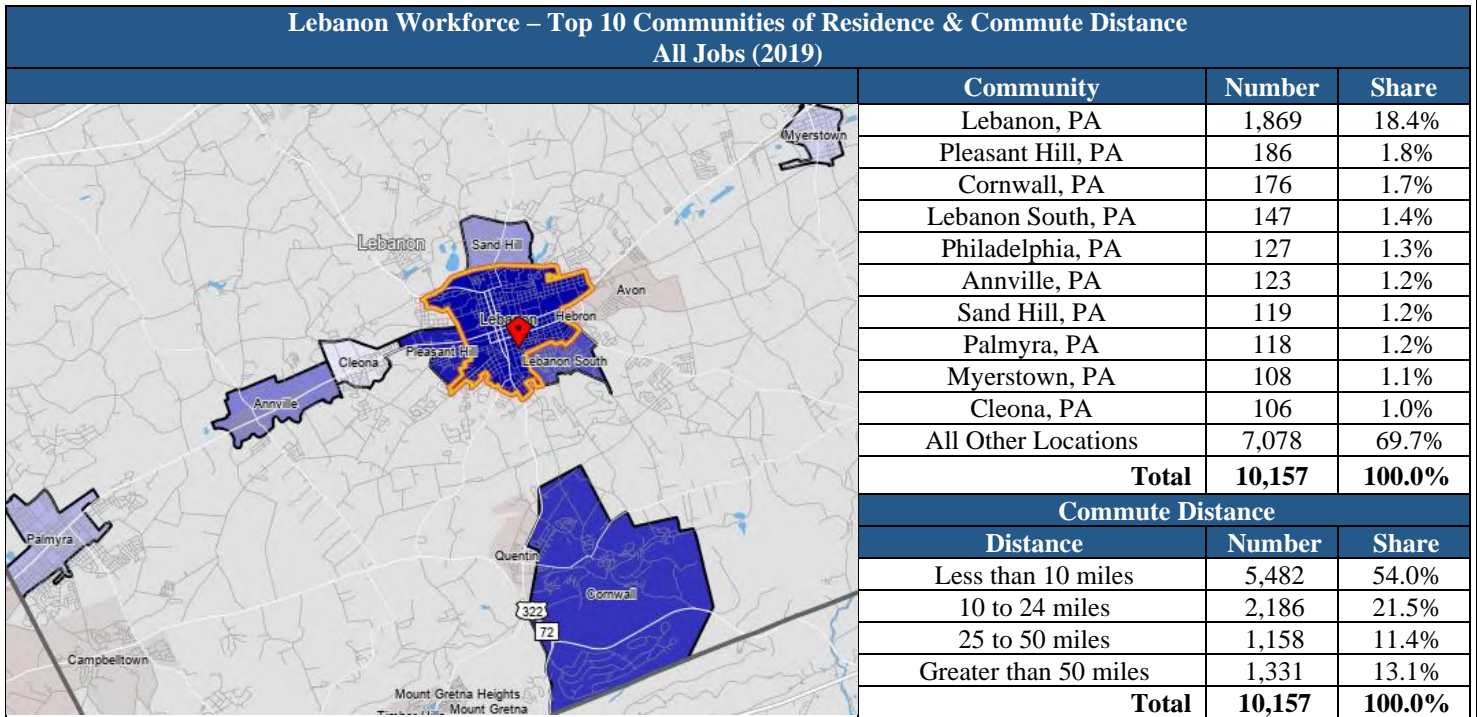 Lebanon Workforce – Top 10 Communities of Residence & Commute Distance
All Jobs (2019)
Community Number Share
Lebanon, PA 1,869 18.4%
Pleasant Hill, PA 186 1.8%
Cornwall, PA 176 1.7%
Lebanon South, PA 147 1.4%
Philadelphia, PA 127 1.3%
Annville, PA 123 1.2%
Sand Hill, PA 119 1.2%
Palmyra, PA 118 1.2%
Myerstown, PA 108 1.1%
Cleona, PA 106 1.0%
All Other Locations 7,078 69.7%
Total 10,157 100.0%
Commute Distance
Distance Number Share
Less than 10 miles 5,482 54.0%
10 to 24 miles 2,186 21.5%
25 to 50 miles 1,158 11.4%
Greater than 50 miles 1,331 13.1%
Total 10,157 100.0%
Myerstown
Lebanon
Sand Hill
Avon
Lebanon
Hebron
Pleasant Hill
Lebanon South
Cleona
Annville
Palmyra
Quentin
Cornwall
322
72
Campbelltown
Mount Gretna Heights
Mount Gretna